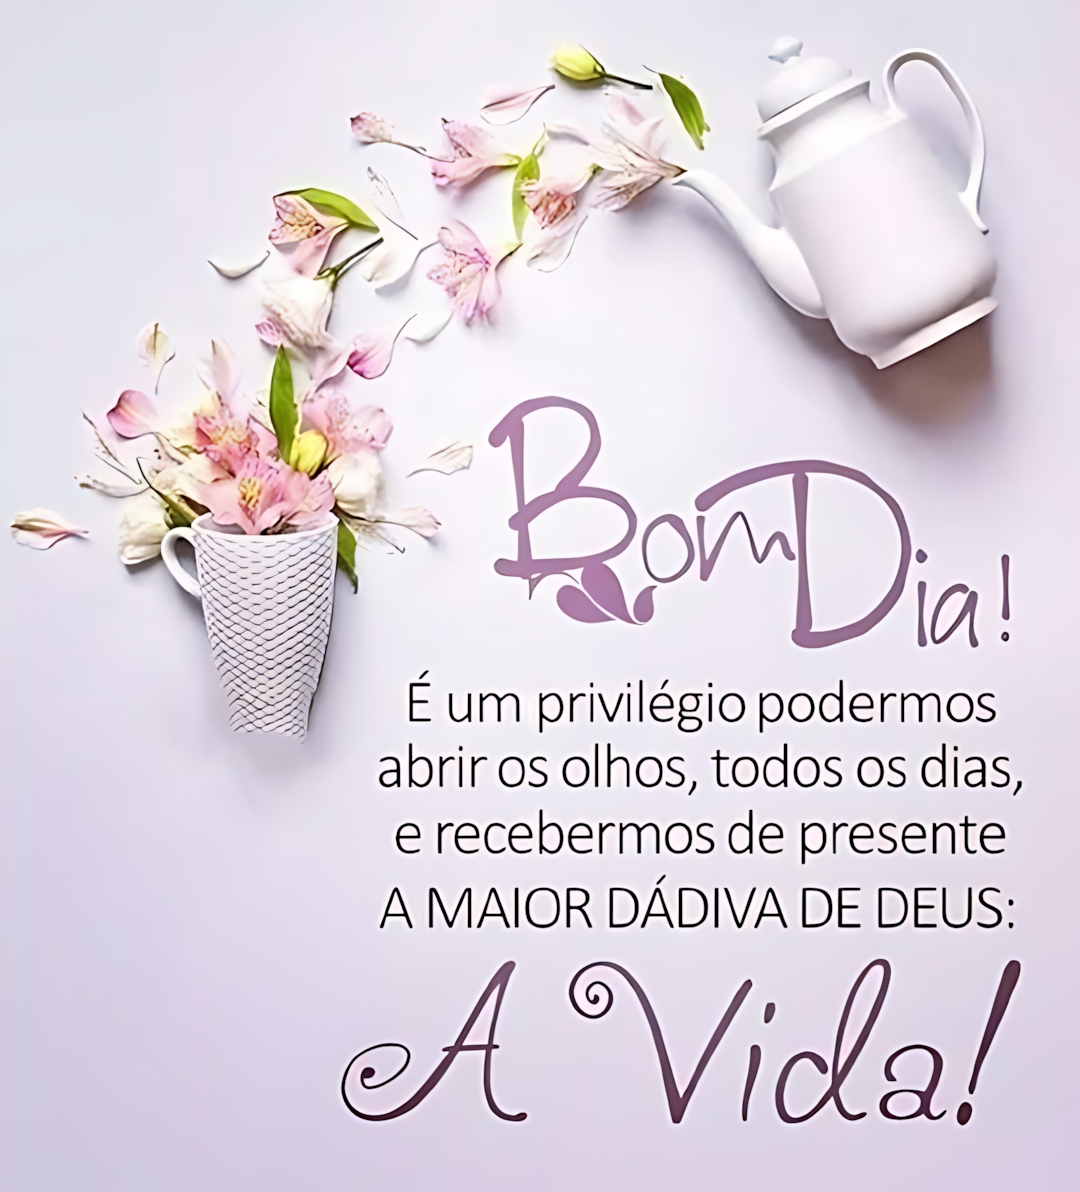 Bom Dia!
É um privilégio podermos
abrir os olhos, todos os dias,
e recebermos de presente
A MAIOR DÁDIVA DE DEUS:
A Vida!